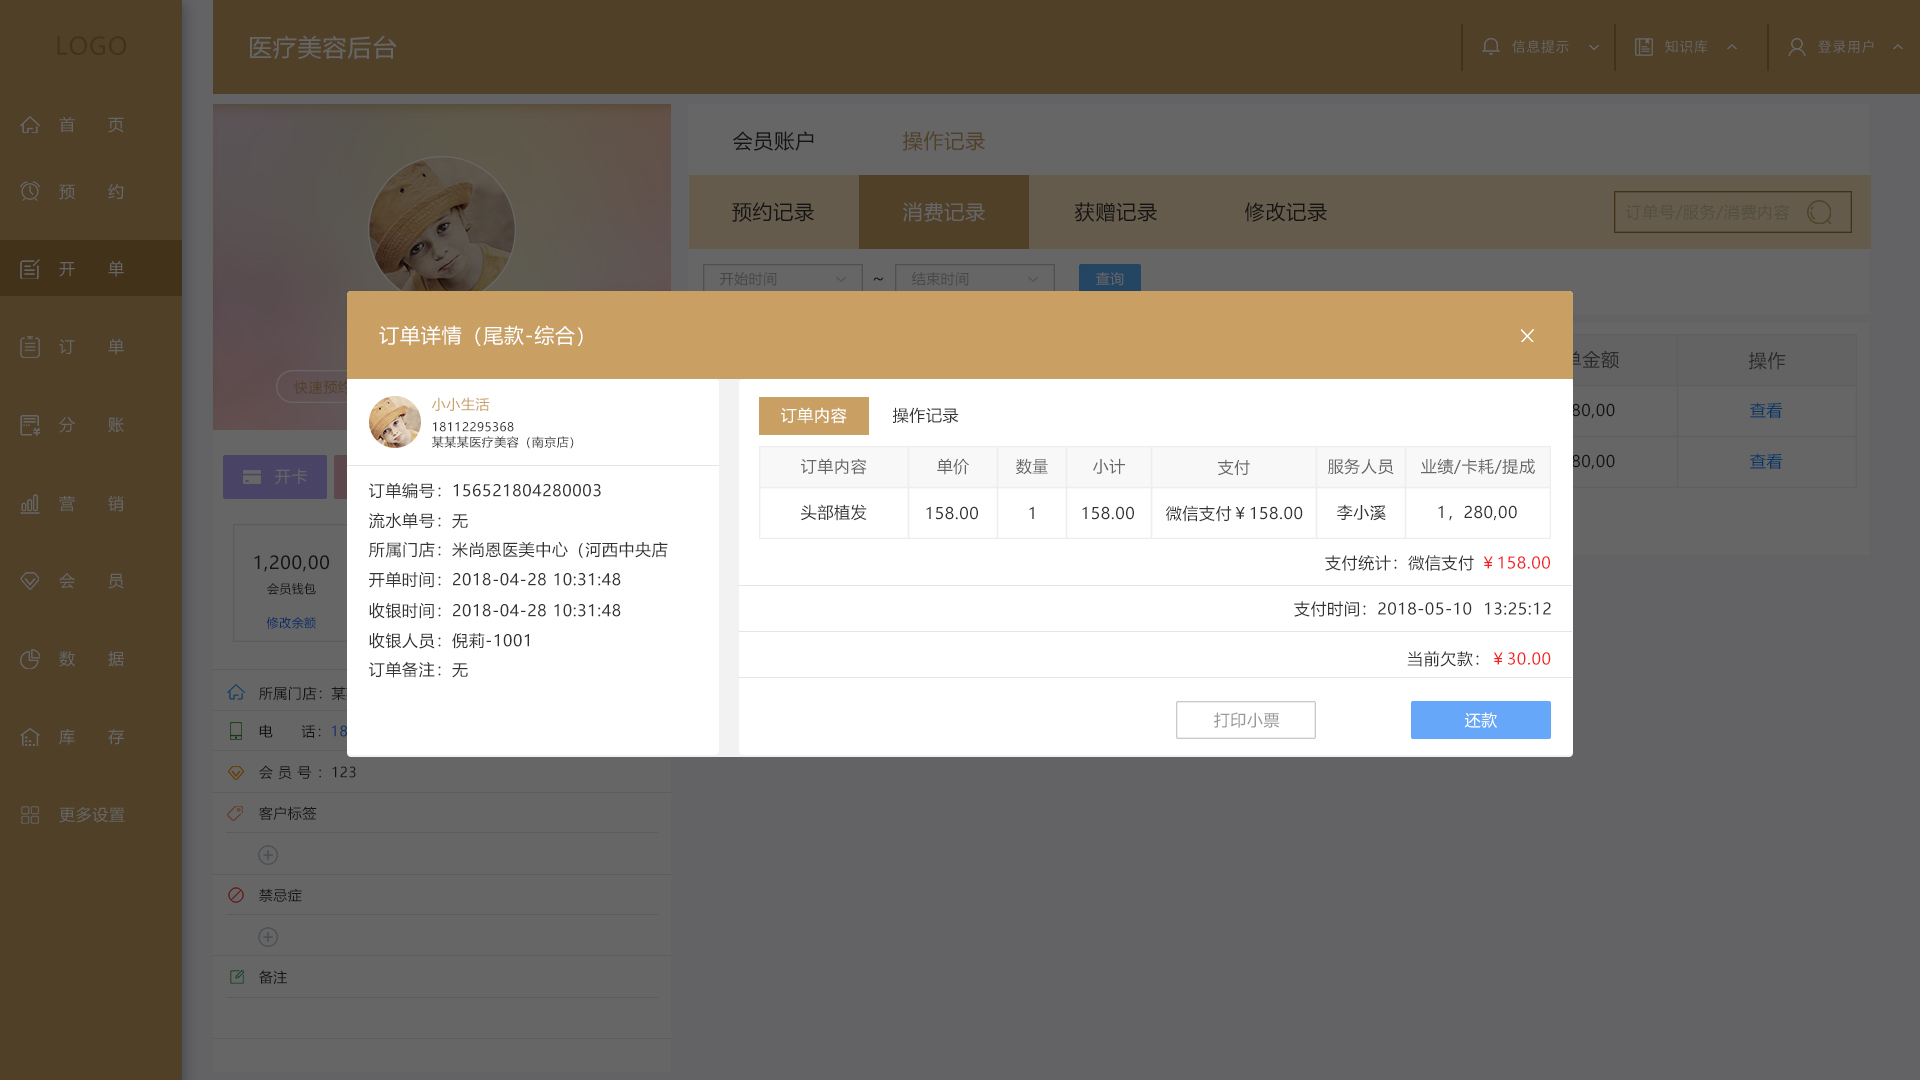 LOGO
医疗美容后台
信息提示
知识库
登录用户
首 页
预 约
开 单
订 单
分 账
营 销
会 员
数 据
库 存
更多设置
会员账户
操作记录
预约记录
消费记录
获赠记录
修改记录
订单号/服务/消费内容
开始时间
~
结束时间
查询
快速预约
开卡
1,200,00
会员钱包
修改余额
所属门店：某
电 话：18
会 员 号 ：123
客户标签
禁忌症
备注
单金额
操作
80,00
查看
80,00
查看
订单详情（尾款-综合）
小小生活
18112295368
某某某医疗美容（南京店）
订单编号：156521804280003
流水单号：无
所属门店：米尚恩医美中心（河西中央店
开单时间：2018-04-28 10:31:48
收银时间：2018-04-28 10:31:48
收银人员：倪莉-1001
订单备注：无
订单内容
操作记录
订单内容 单价 数量 小计 支付 服务人员 业绩/卡耗/提成
头部植发 158.00 1 158.00 微信支付￥158.00 李小溪 1，280,00
支付统计：微信支付 ￥158.00
支付时间：2018-05-10 13:25:12
当前欠款：￥30.00
打印小票
还款